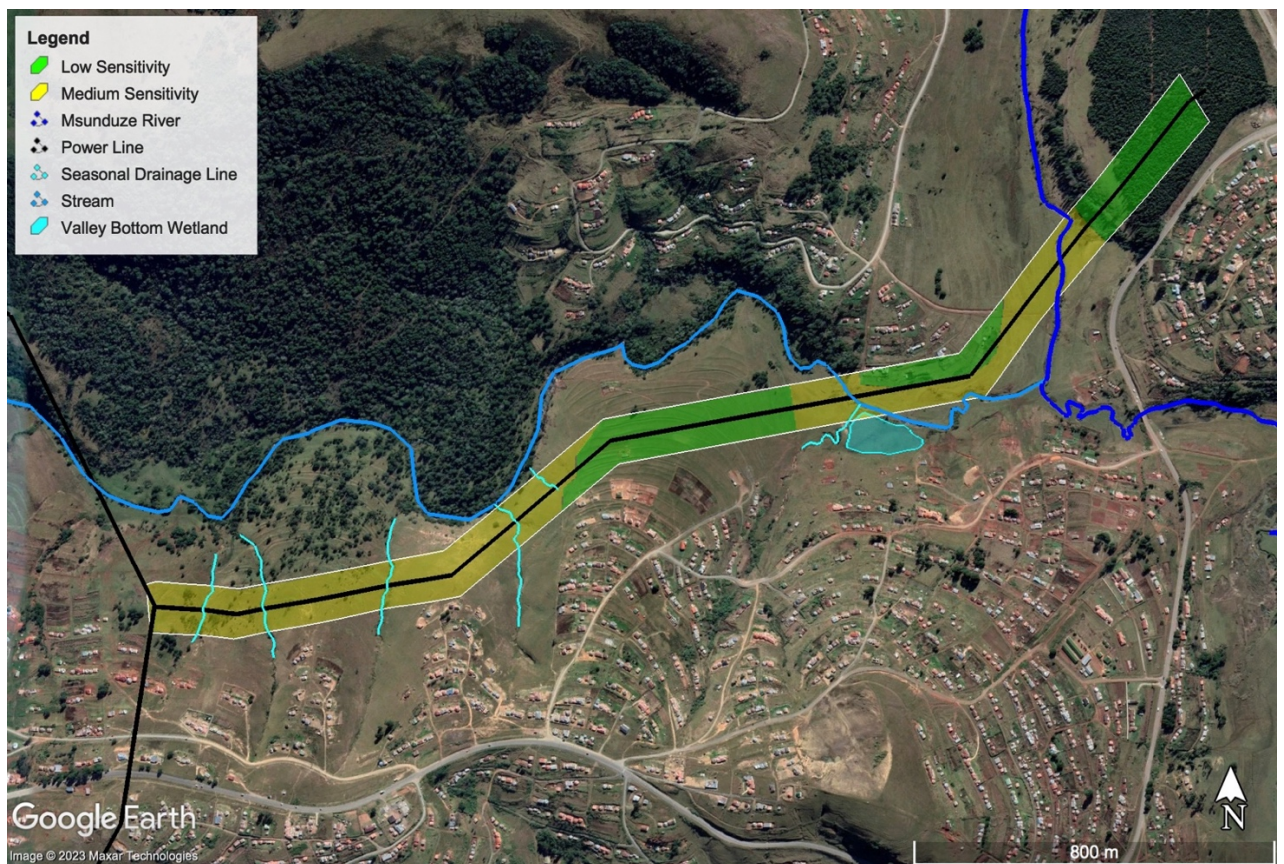 Legend
Low Sensitivity
Medium Sensitivity
Msunduze River
Power Line
Seasonal Drainage Line
Stream
Valley Bottom Wetland
N
Google Earth
800 m
Image © 2023 Maxar Technologies